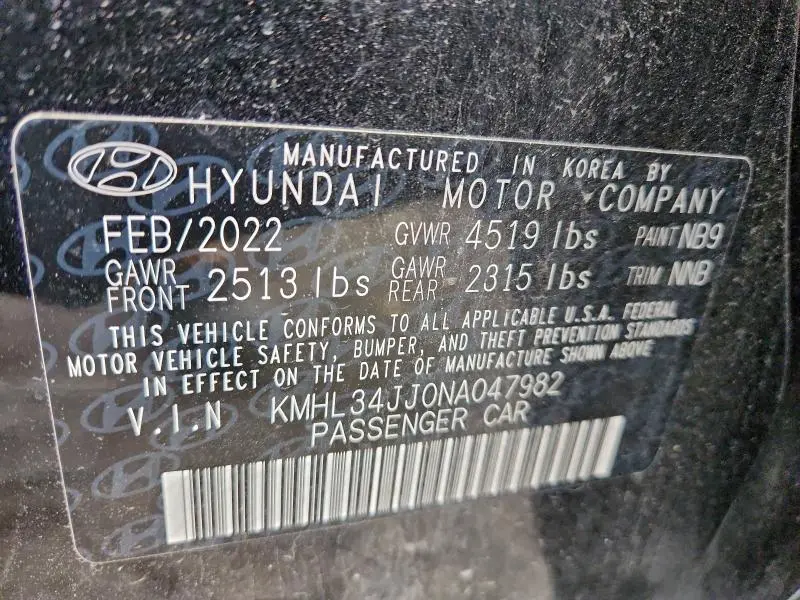 MANUFACTURED IN KOREA BY
HYUNDAI MOTOR COMPANY
FEB/2022 GVWR 4519 lbs PAINT NB9
GAWR FRONT 2513 lbs GAWR REAR 2315 lbs TRIM NNB
THIS VEHICLE CONFORMS TO ALL APPLICABLE U.S.A. FEDERAL
MOTOR VEHICLE SAFETY, BUMPER, AND THEFT PREVENTION STANDARDS
IN EFFECT ON THE DATE OF MANUFACTURE SHOWN ABOVE
V.I.N KMHL34JJ0NA047982
PASSENGER CAR